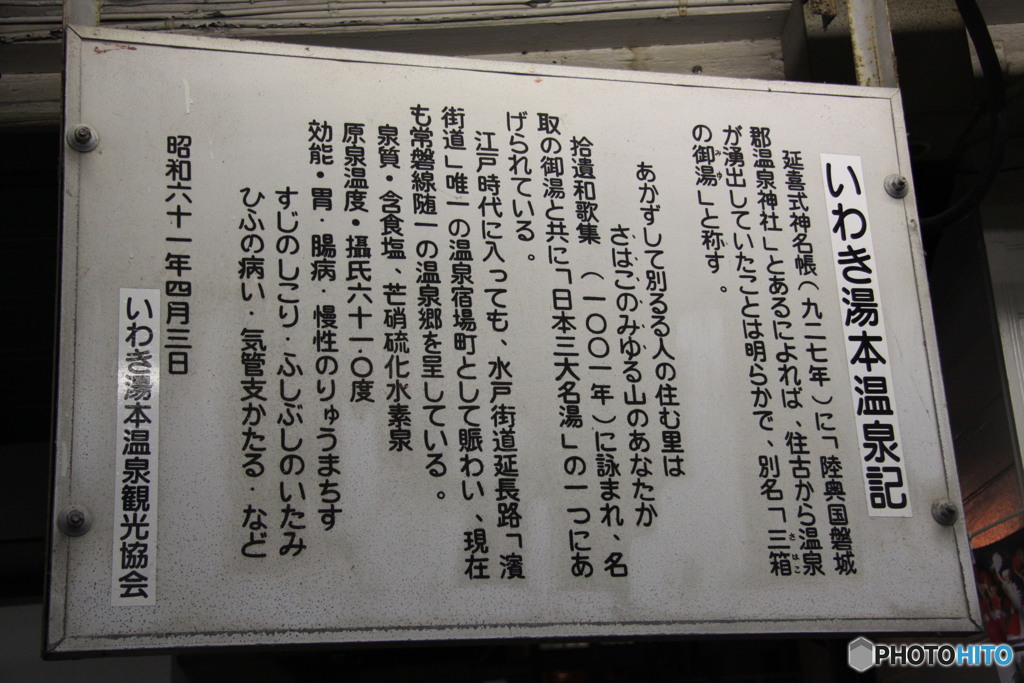 いわき湯本温泉記
延喜式神名帳(九二七年)に「陸奥国磐城
郡温泉神社」とあるによれば、住古から温泉
が湧出していたことは明らかで、別名「三箱
の御湯」と称す。
あかずして別るる人の住む里は
さはこのみゆる山のあなたか
拾遺和歌集(一〇〇一年)に詠まれ、名
取の御湯と共に「日本三大名湯」の一つにあ
げられている。
江戸時代に入っても、水戸街道延長路「濱
街道」唯一の温泉宿場町として賑わい、現在
も常磐線随一の温泉郷を呈している。
泉質・含食塩、芒硝硫化水素泉
原泉温度・攝氏六十一・〇度
効能・胃・腸病・慢性のりゅうまちす
すじのしこり・ふしぶしのいたみ
ひふの病い・気管支かたる・など
昭和六十一年四月三日
いわき湯本温泉観光協会
PHOTOHITO